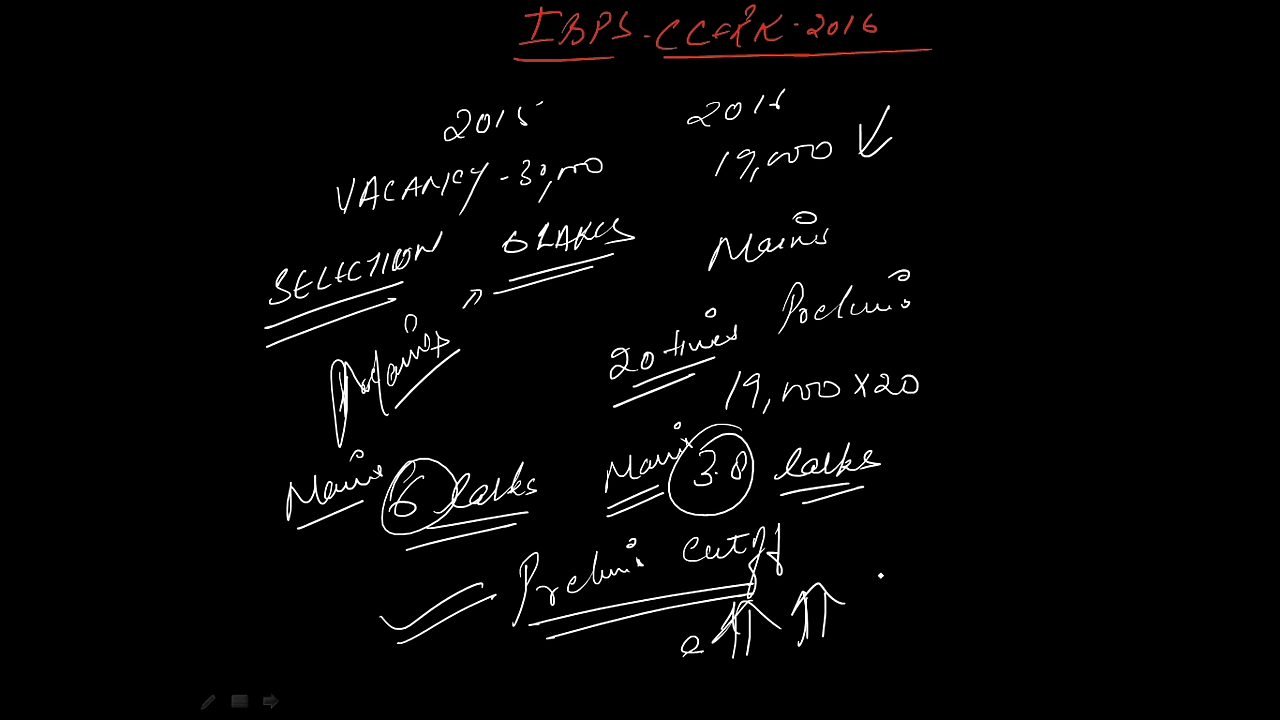 IBPS - CLERK - 2016
2015 2016
VACANCY - 30,000 19,000
SELECTION 6 LAKHS
Mains
Mains
Prelims
20 times
19,000 X 20
Mains 6 lakhs Mains 3.8 lakhs
Prelims cutoff